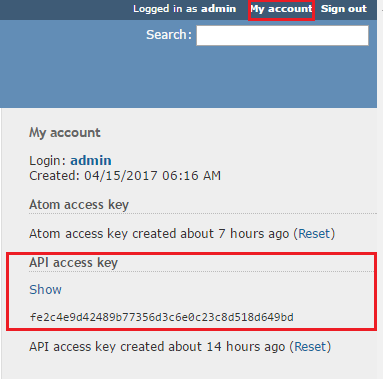 Logged in as admin My account Sign out
Search:
My account
Login: admin
Created: 04/15/2017 06:16 AM
Atom access key
Atom access key created about 7 hours ago (Reset)
API access key
Show
fe2c4e9d42489b77356d3c6e0c23c8d518d649bd
API access key created about 14 hours ago (Reset)